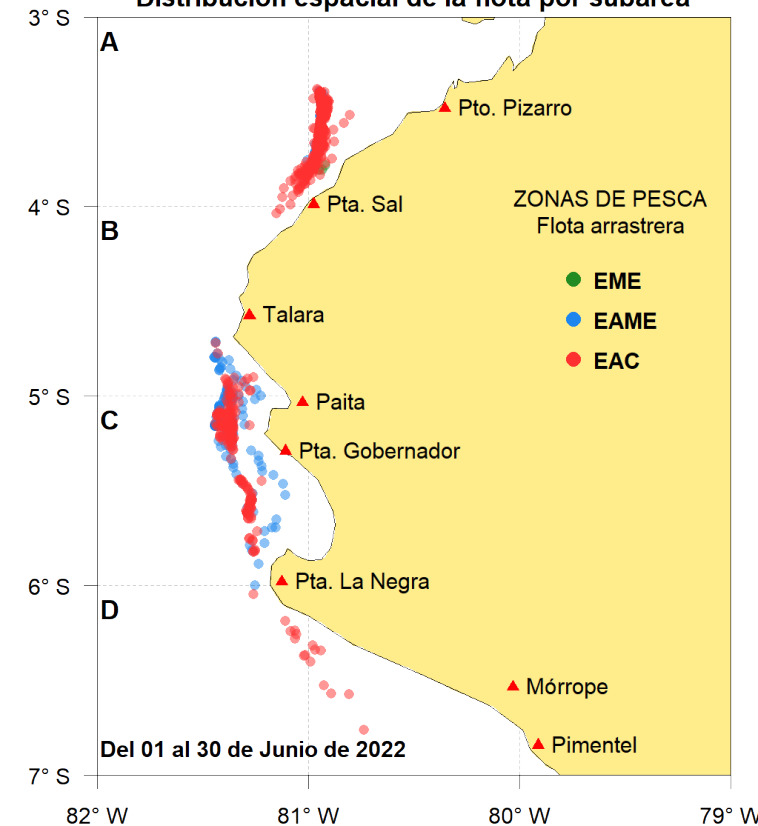 Distribución espacial de la flota por subárea
3° S
A
Pto. Pizarro
4° S
Pta. Sal
B
ZONAS DE PESCA
Flota arrastrera
EME
EAME
EAC
Talara
5° S
Paita
C
Pta. Gobernador
6° S
Pta. La Negra
D
Mórrope
Pimentel
Del 01 al 30 de Junio de 2022
7° S
82° W
81° W
80° W
79° W